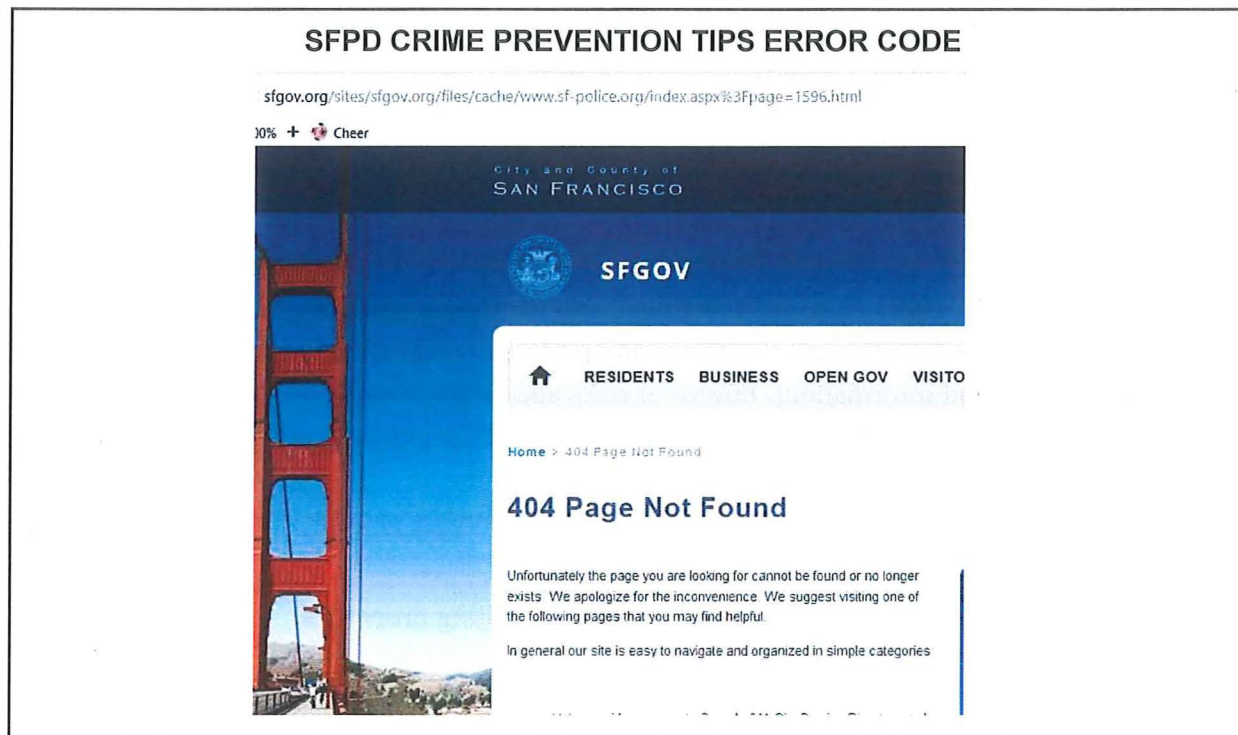 SFPD CRIME PREVENTION TIPS ERROR CODE
sfgov.org/sites/sfgov.org/files/cache/www.sf-police.org/index.aspx%3Fpage=1596.html
00% + Cheer
City and County of
SAN FRANCISCO
SFGOV
RESIDENTS BUSINESS OPEN GOV VISITO
Home > 404 Page Not Found
404 Page Not Found
Unfortunately the page you are looking for cannot be found or no longer
exists. We apologize for the inconvenience. We suggest visiting one of
the following pages that you may find helpful.
In general our site is easy to navigate and organized in simple categories